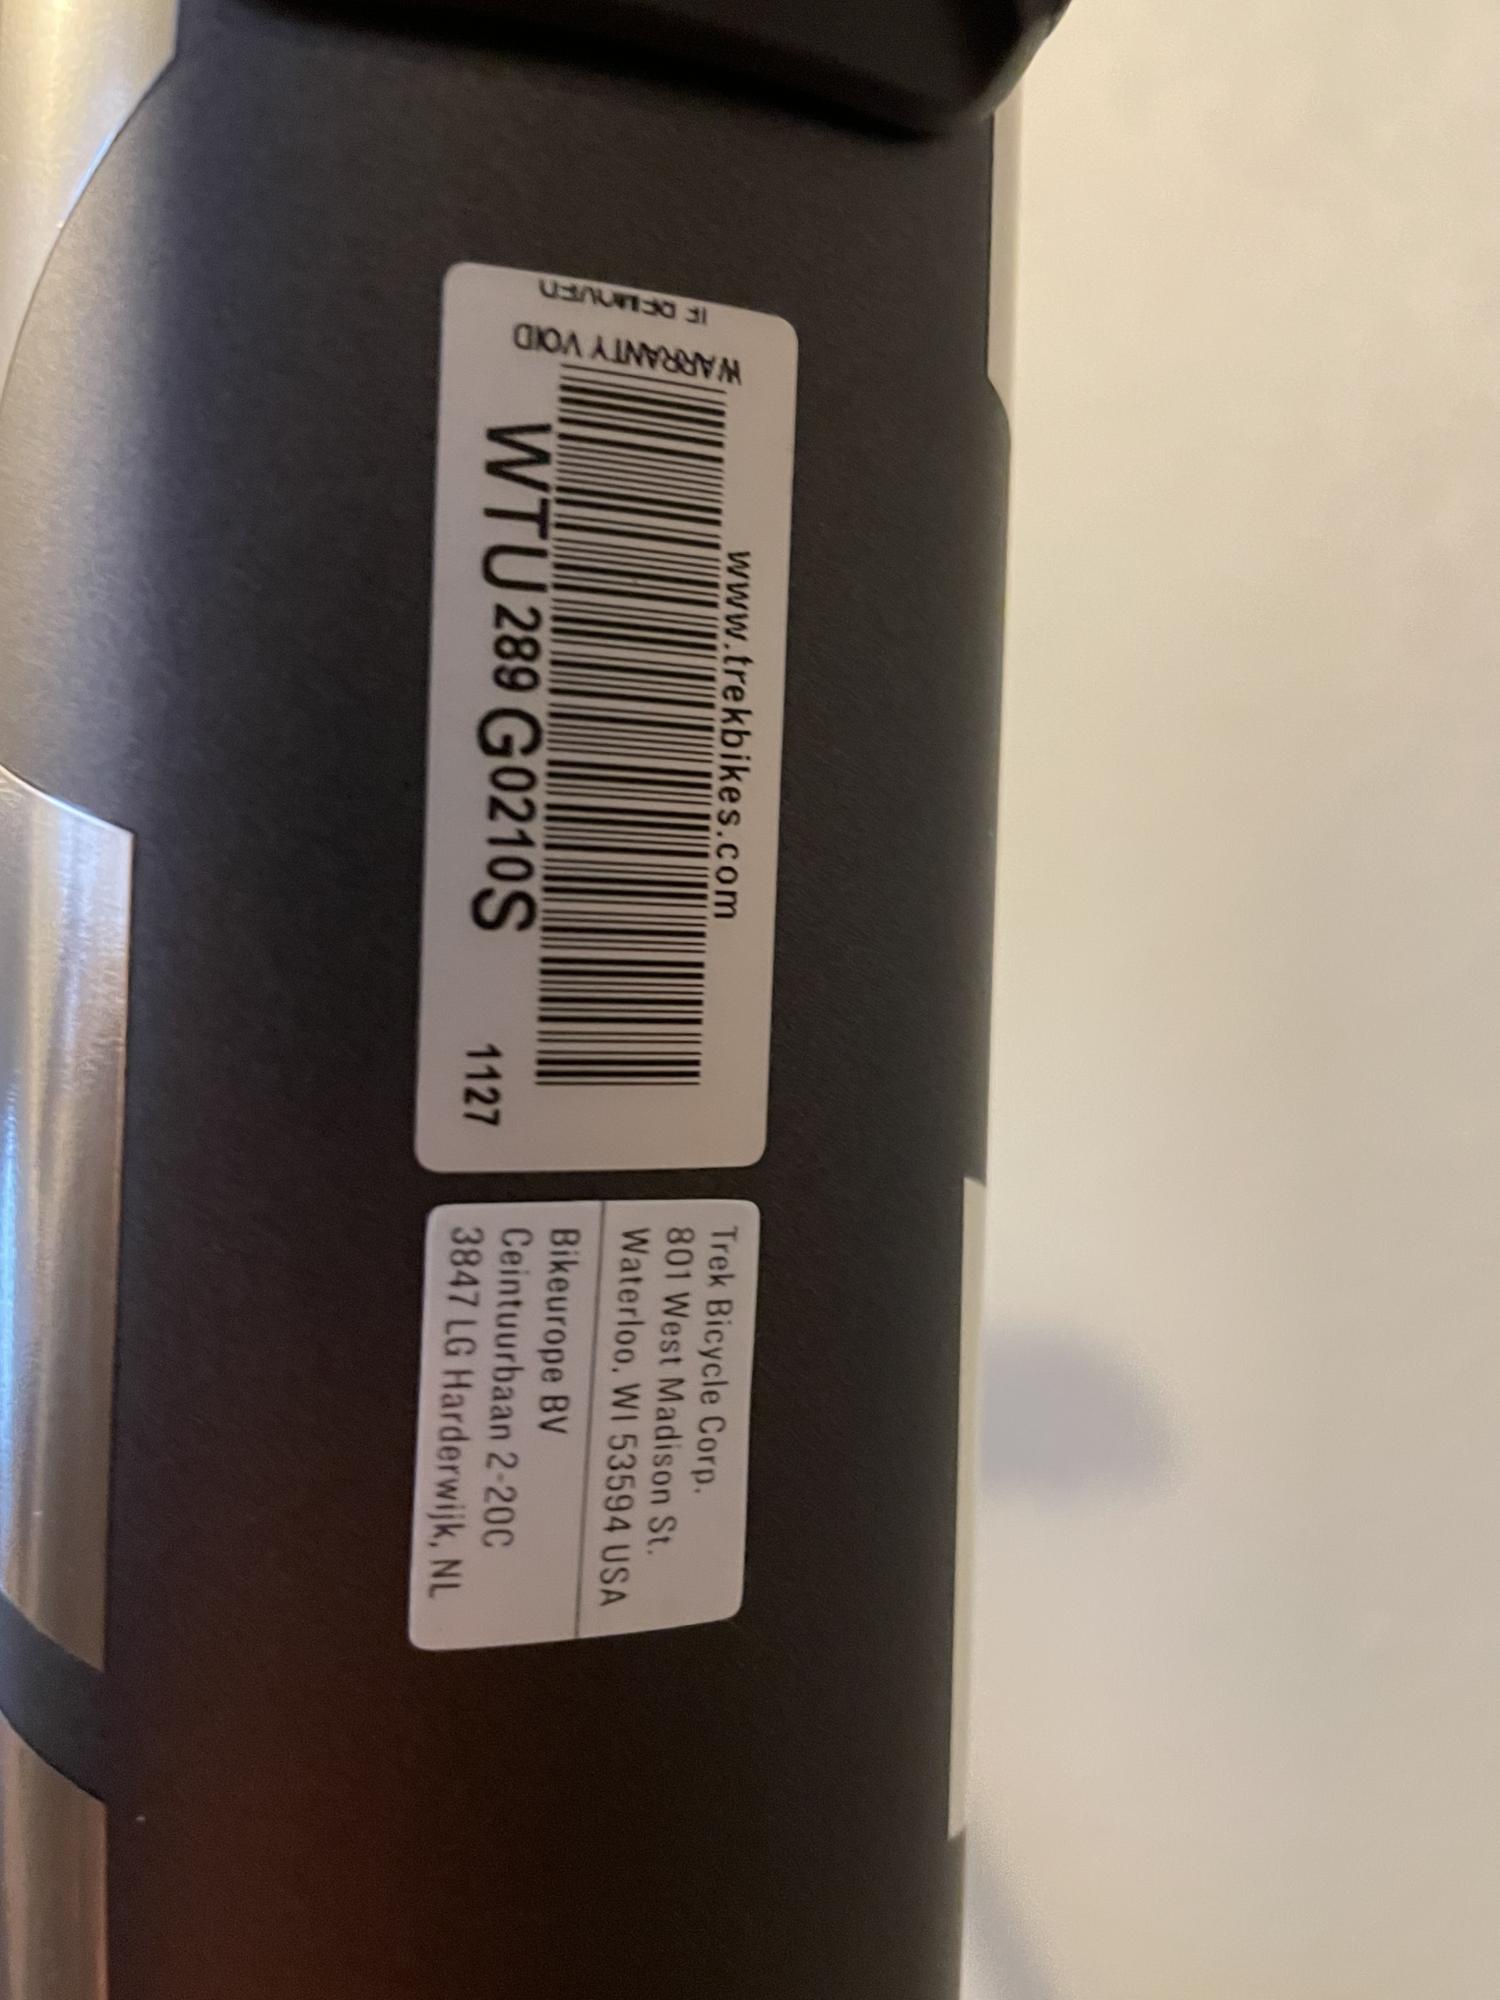 WARRANTY VOID
IF REMOVED
www.trekbikes.com
WTU289G0210S
1127
Trek Bicycle Corp.
801 West Madison St.
Waterloo, WI 53594 USA
Bikeurope BV
Ceintuurbaan 2-20C
3847 LG Harderwijk, NL